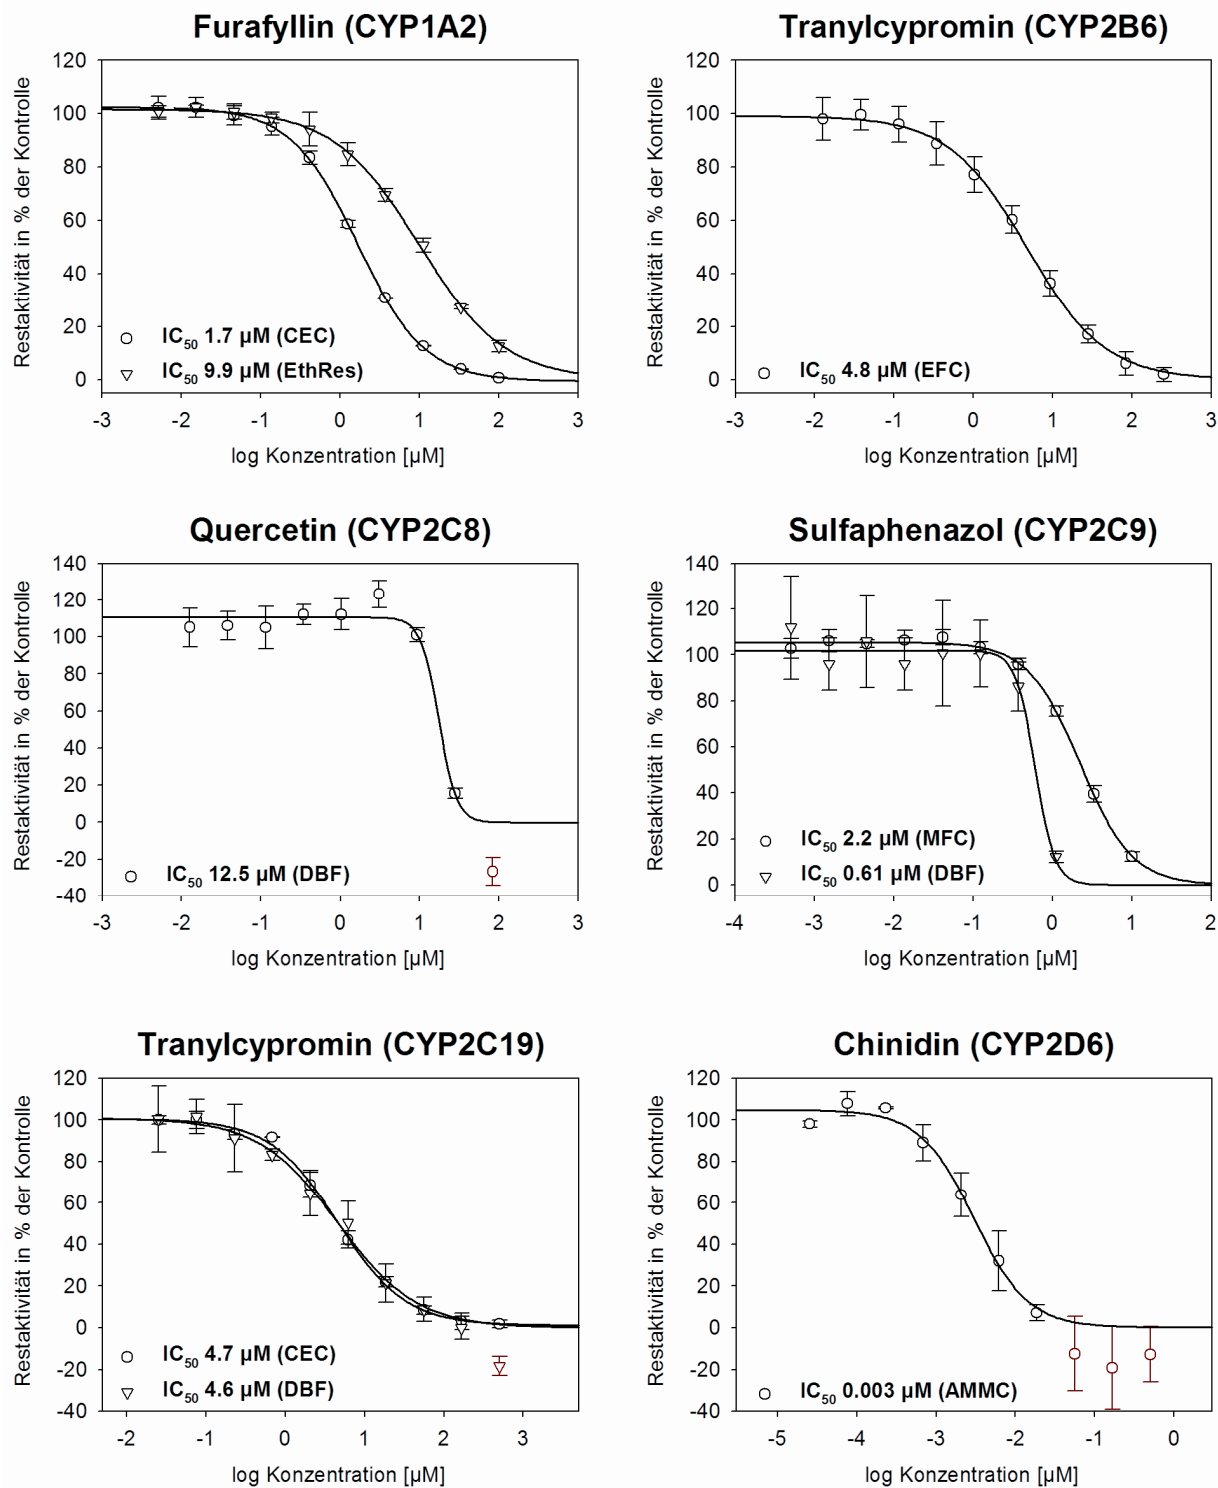 Furafyllin (CYP1A2)
Restaktivität in % der Kontrolle
120
100
80
60
40
20
0
IC50 1.7 µM (CEC)
IC50 9.9 µM (EthRes)
-3 -2 -1 0 1 2 3
log Konzentration [µM]
Tranylcypromin (CYP2B6)
Restaktivität in % der Kontrolle
120
100
80
60
40
20
0
IC50 4.8 µM (EFC)
-3 -2 -1 0 1 2 3
log Konzentration [µM]
Quercetin (CYP2C8)
Restaktivität in % der Kontrolle
140
120
100
80
60
40
20
0
-20
-40
IC50 12.5 µM (DBF)
-3 -2 -1 0 1 2 3
log Konzentration [µM]
Sulfaphenazol (CYP2C9)
Restaktivität in % der Kontrolle
140
120
100
80
60
40
20
0
IC50 2.2 µM (MFC)
IC50 0.61 µM (DBF)
-4 -3 -2 -1 0 1 2
log Konzentration [µM]
Tranylcypromin (CYP2C19)
Restaktivität in % der Kontrolle
120
100
80
60
40
20
0
-20
-40
IC50 4.7 µM (CEC)
IC50 4.6 µM (DBF)
-2 -1 0 1 2 3
log Konzentration [µM]
Chinidin (CYP2D6)
Restaktivität in % der Kontrolle
120
100
80
60
40
20
0
-20
-40
IC50 0.003 µM (AMMC)
-5 -4 -3 -2 -1 0
log Konzentration [µM]